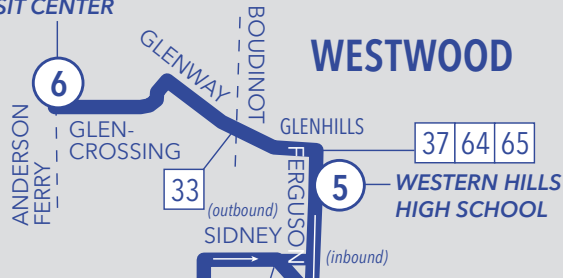 SIT CENTER
BOUDINOT
GLENWAY
WESTWOOD
6
ANDERSON
FERRY
GLEN-
CROSSING
GLENHILLS
37 64 65
33
FERGUSON
5
WESTERN HILLS
HIGH SCHOOL
(outbound)
SIDNEY
(inbound)